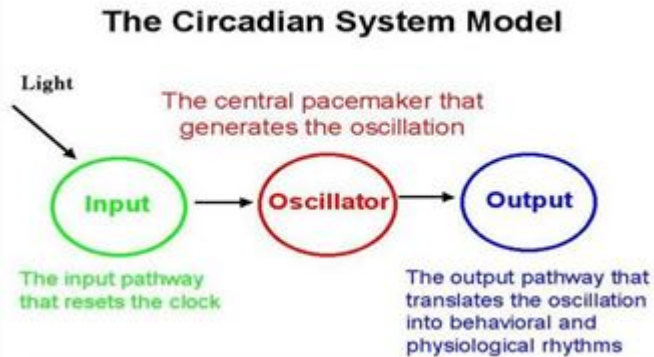 The Circadian System Model
Light
The central pacemaker that
generates the oscillation
Input
Oscillator
Output
The input pathway
that resets the clock
The output pathway that
translates the oscillation
into behavioral and
physiological rhythms